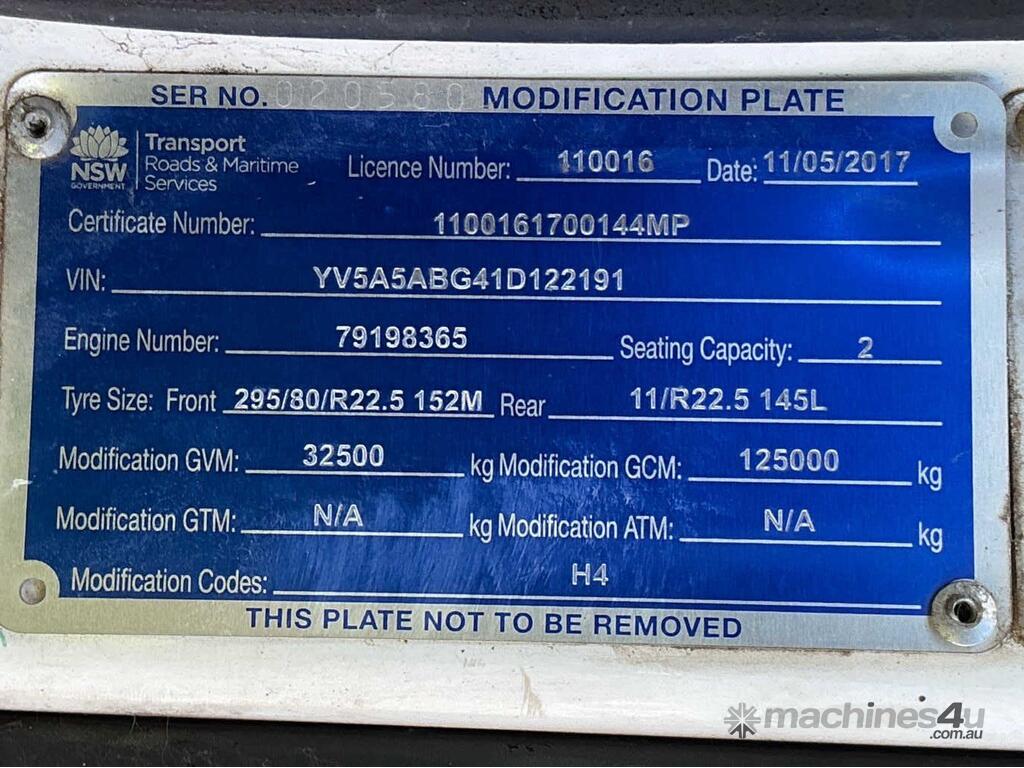 SER NO. 020380 MODIFICATION PLATE
NSW GOVERNMENT
Transport
Roads & Maritime
Services
Licence Number: 110016 Date: 11/05/2017
Certificate Number: 1100161700144MP
VIN: YV5A5ABG41D122191
Engine Number: 79198365 Seating Capacity: 2
Tyre Size: Front 295/80/R22.5 152M Rear 11/R22.5 145L
Modification GVM: 32500 kg Modification GCM: 125000 kg
Modification GTM: N/A kg Modification ATM: N/A kg
Modification Codes: H4
THIS PLATE NOT TO BE REMOVED
machines4u
.com.au